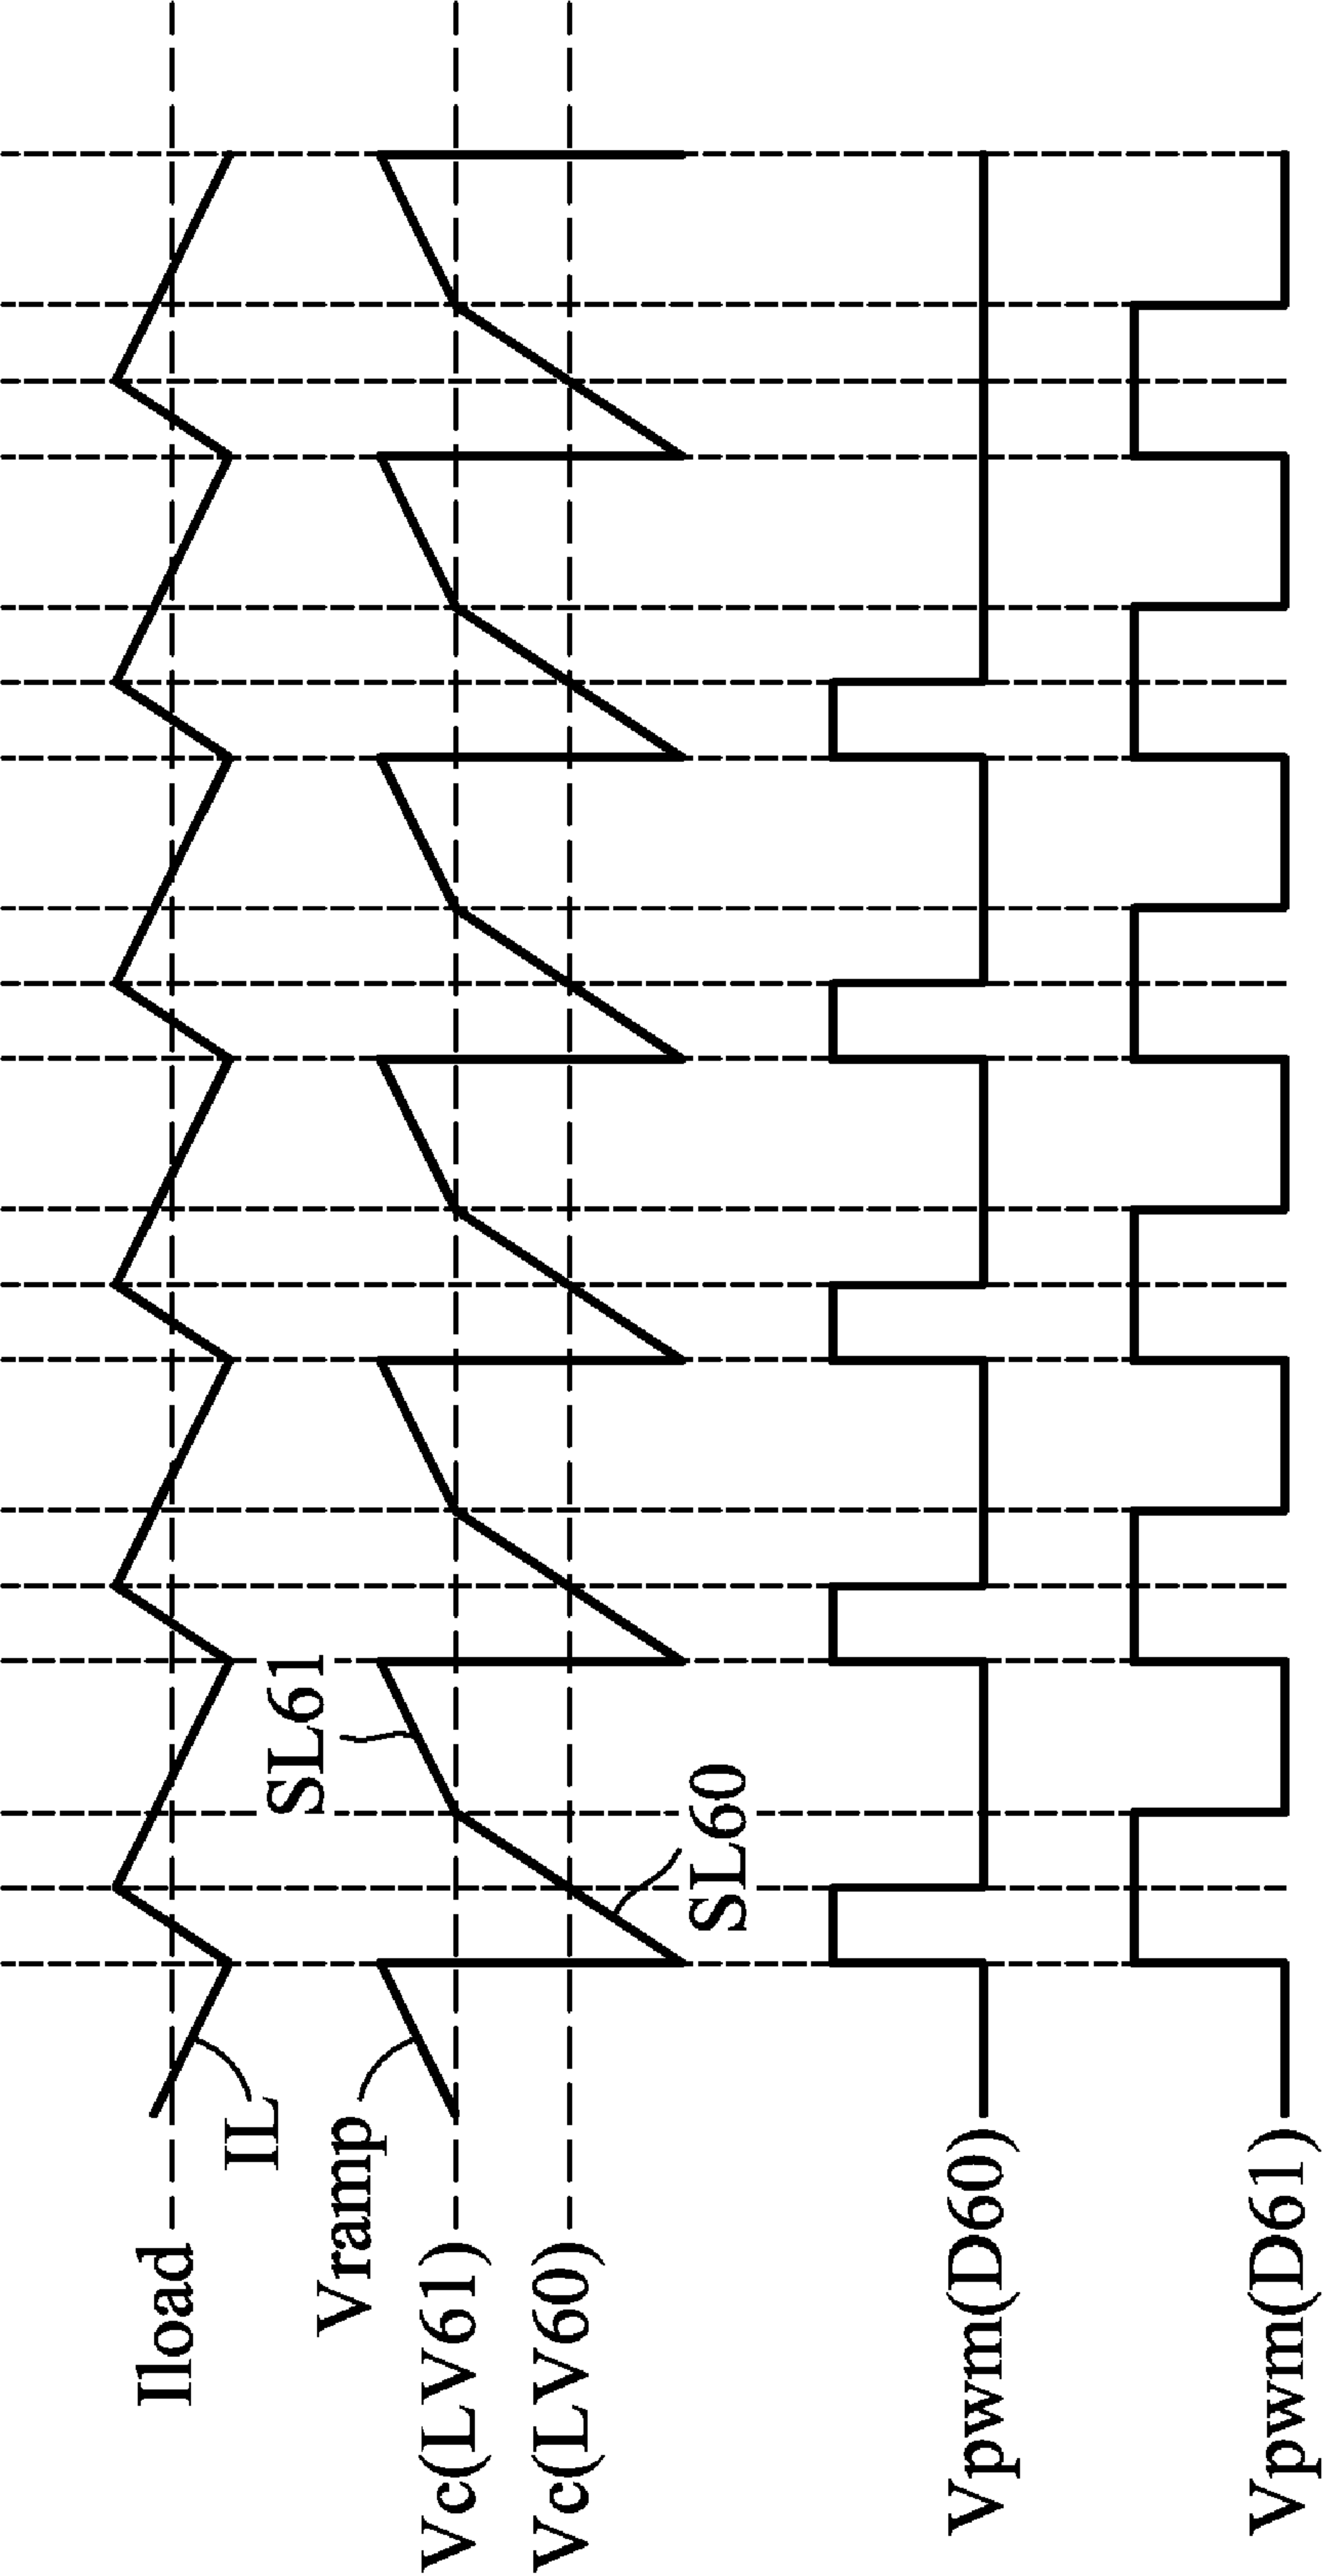 Iload
IL
SL61
Vramp
Vc(LV61)
Vc(LV60)
SL60
Vpwm(D60)
Vpwm(D61)